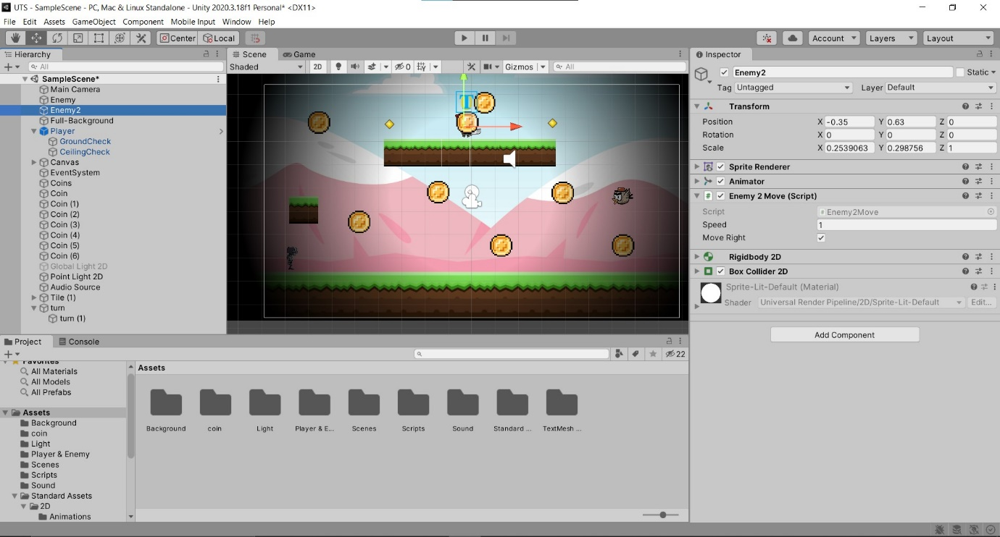 UTS - SampleScene - PC, Mac & Linux Standalone - Unity 2020.3.18f1 Personal* <DX11>
File Edit Assets GameObject Component Mobile Input Window Help
Center Local Account Layers Layout
Hierarchy
All
SampleScene*
Main Camera
Enemy
Enemy2
Full-Background
Player
GroundCheck
CeilingCheck
Canvas
EventSystem
Coins
Coin
Coin (1)
Coin (2)
Coin (3)
Coin (4)
Coin (5)
Coin (6)
Global Light 2D
Point Light 2D
Audio Source
Tile (1)
turn
turn (1)
Scene Game
Shaded 2D 0 Gizmos All
T
Inspector
Enemy2 Static
Tag Untagged Layer Default
Transform
Position X -0.35 Y 0.63 Z 0
Rotation X 0 Y 0 Z 0
Scale X 0.2539063 Y 0.298756 Z 1
Sprite Renderer
Animator
# Enemy 2 Move (Script)
Script Enemy2Move
Speed 1
Move Right
Rigidbody 2D
Box Collider 2D
Sprite-Lit-Default (Material)
Shader Universal Render Pipeline/2D/Sprite-Lit-Default Edit...
Add Component
Project Console
22
Favorites
All Materials
All Models
All Prefabs
Assets
Background
coin
Light
Player & Enemy
Scenes
Scripts
Sound
Standard Assets
2D
Animations
Assets
Background coin Light Player & E... Scenes Scripts Sound Standard ... TextMesh ...